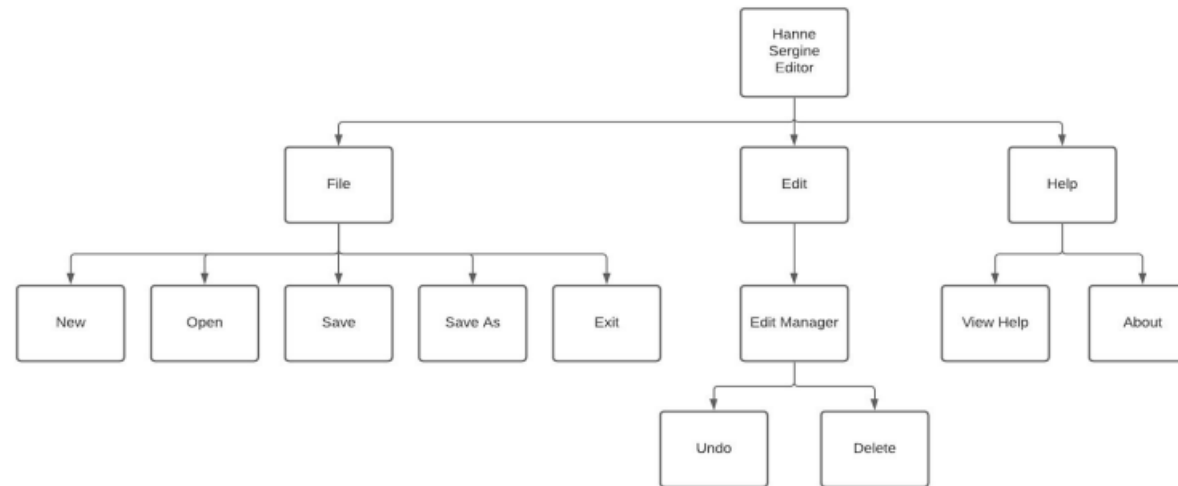 Hanne
Sergine
Editor
File
Edit
Help
New
Open
Save
Save As
Exit
Edit Manager
View Help
About
Undo
Delete